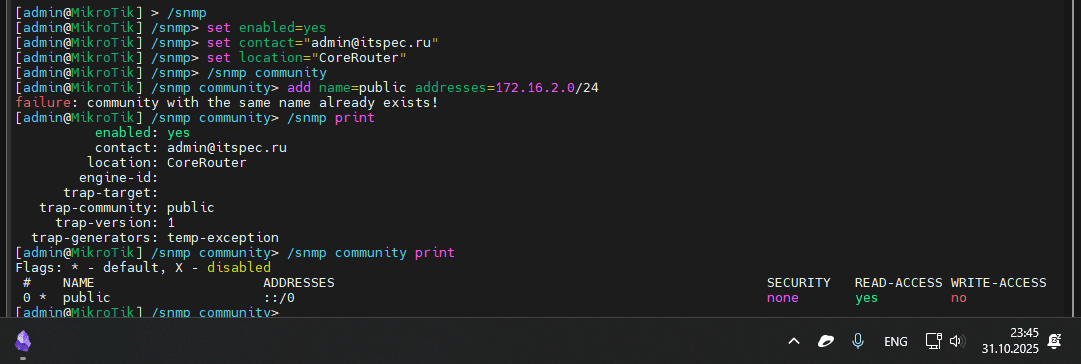 [admin@MikroTik] > /snmp
[admin@MikroTik] /snmp> set enabled=yes
[admin@MikroTik] /snmp> set contact="admin@itspec.ru"
[admin@MikroTik] /snmp> set location="CoreRouter"
[admin@MikroTik] /snmp> /snmp community
[admin@MikroTik] /snmp community> add name=public addresses=172.16.2.0/24
failure: community with the same name already exists!
[admin@MikroTik] /snmp community> /snmp print
enabled: yes
contact: admin@itspec.ru
location: CoreRouter
engine-id:
trap-target:
trap-community: public
trap-version: 1
trap-generators: temp-exception
[admin@MikroTik] /snmp community> /snmp community print
Flags: * - default, X - disabled
# NAME ADDRESSES SECURITY READ-ACCESS WRITE-ACCESS
0 * public ::/0 none yes no
[admin@MikroTik] /snmp community>
ENG
23:45
31.10.2025